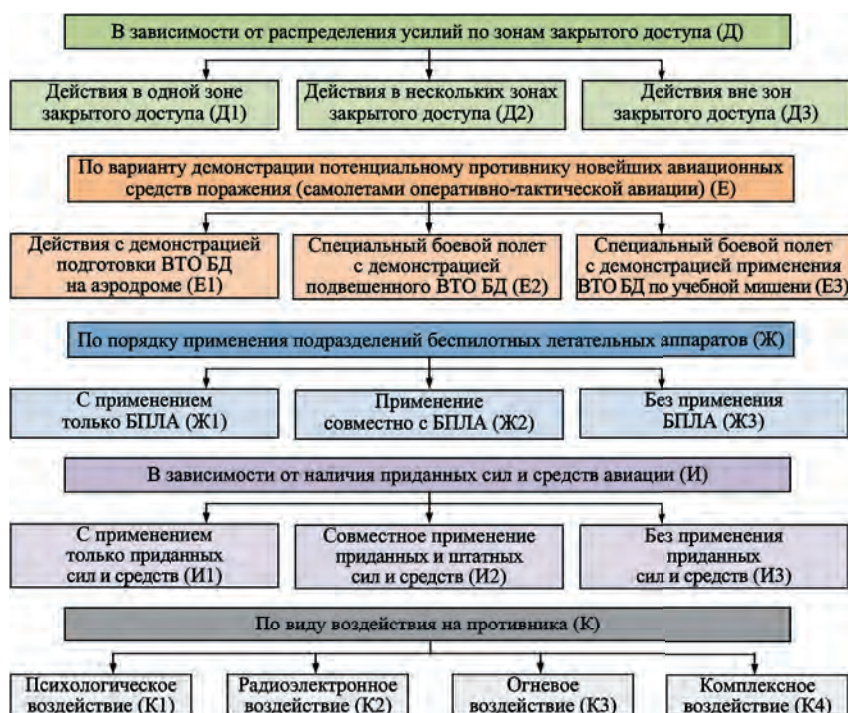 В зависимости от распределения усилий по зонам закрытого доступа (Д)
Действия в одной зоне
закрытого доступа (Д1)
Действия в нескольких зонах
закрытого доступа (Д2)
Действия вне зон
закрытого доступа (Д3)
По варианту демонстрации потенциальному противнику новейших авиационных
средств поражения (самолетами оперативно-тактической авиации) (Е)
Действия с демонстрацией
подготовки ВТО БД
на аэродроме (Е1)
Специальный боевой полет
с демонстрацией
подвешенного ВТО БД (Е2)
Специальный боевой полет
с демонстрацией применения
ВТО БД по учебной мишени (Е3)
По порядку применения подразделений беспилотных летательных аппаратов (Ж)
С применением
только БПЛА (Ж1)
Применение
совместно с БПЛА (Ж2)
Без применения
БПЛА (Ж3)
В зависимости от наличия приданных сил и средств авиации (И)
С применением
только приданных
сил и средств (И1)
Совместное применение
приданных и штатных
сил и средств (И2)
Без применения
приданных
сил и средств (И3)
По виду воздействия на противника (К)
Психологическое
воздействие (К1)
Радиоэлектронное
воздействие (К2)
Огневое
воздействие (К3)
Комплексное
воздействие (К4)